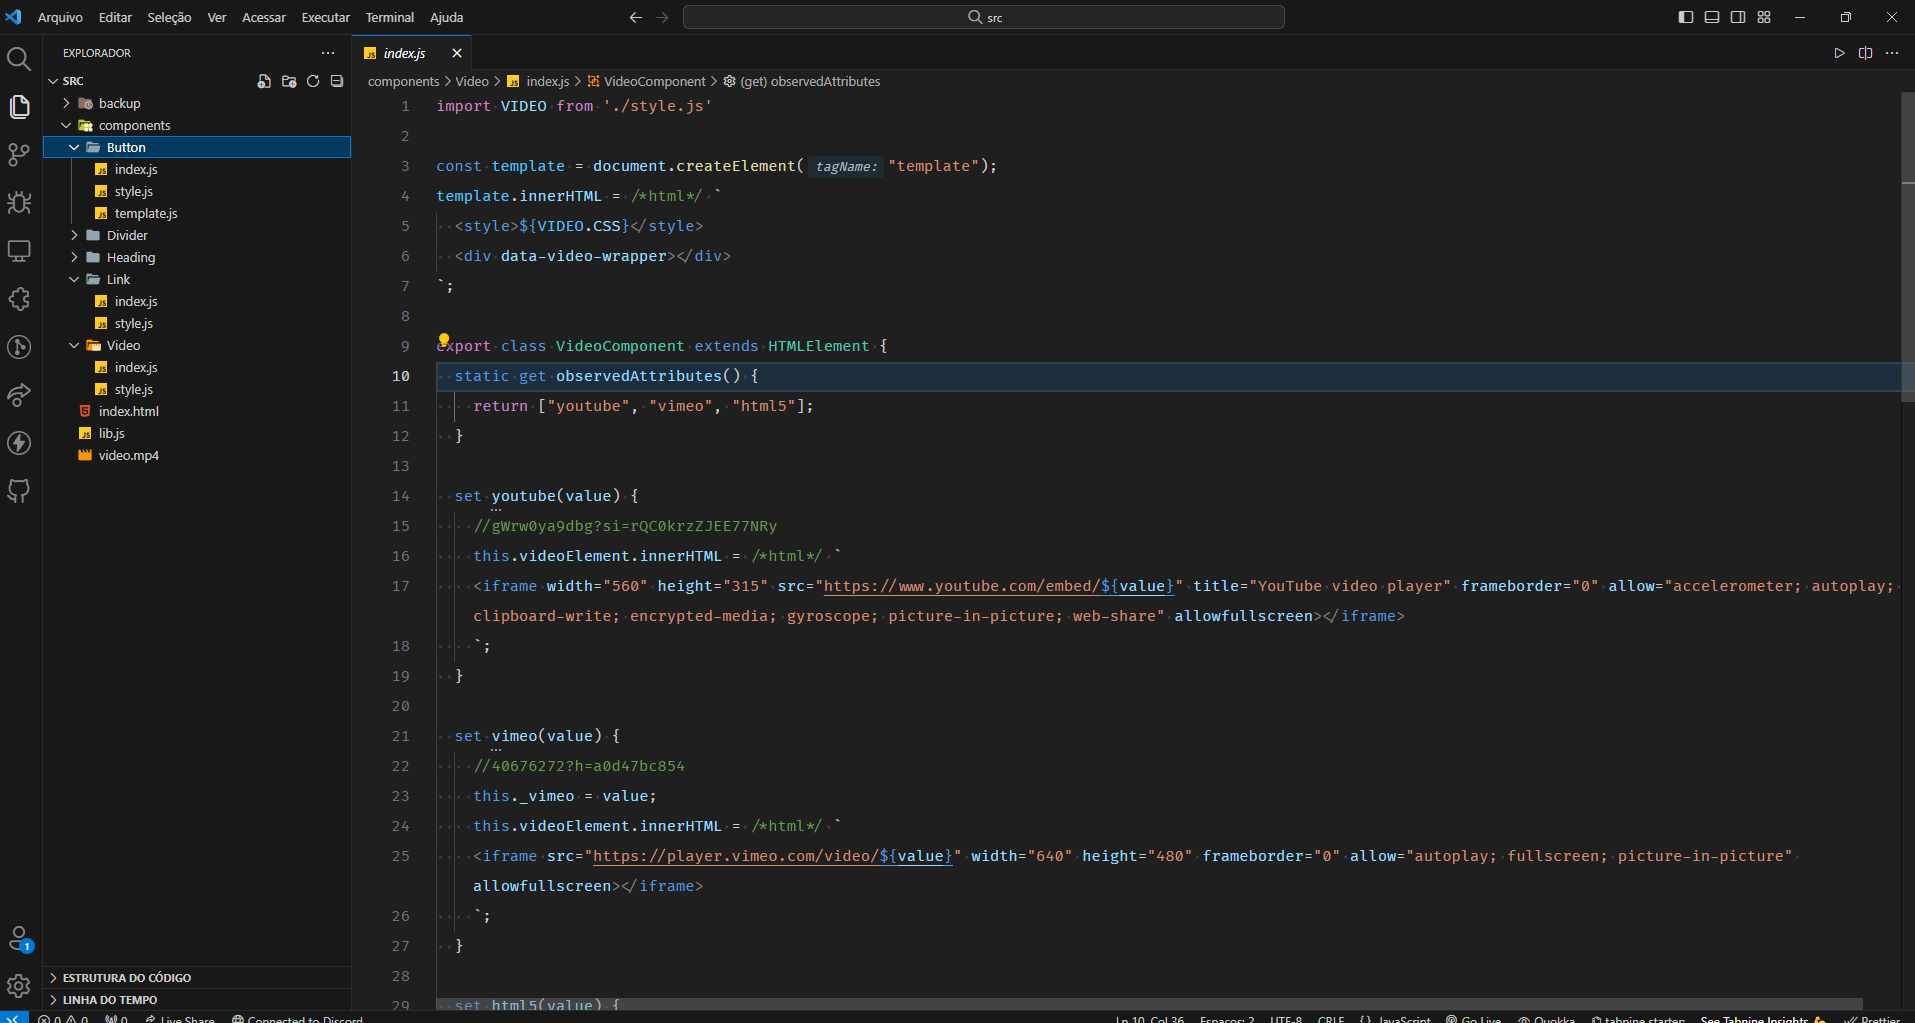 Arquivo Editar Seleção Ver Acessar Executar Terminal Ajuda
src
EXPLORADOR
SRC
backup
components
Button
index.js
style.js
template.js
Divider
Heading
Link
index.js
style.js
Video
index.js
style.js
index.html
lib.js
video.mp4
ESTRUTURA DO CÓDIGO
LINHA DO TEMPO
1
index.js
components > Video > index.js > VideoComponent > (get) observedAttributes
1 import VIDEO from './style.js'
2
3 const template = document.createElement( tagName: "template");
4 template.innerHTML = /*html*/ `
5 <style>${VIDEO.CSS}</style>
6 <div data-video-wrapper></div>
7 `;
8
9 export class VideoComponent extends HTMLElement {
10 static get observedAttributes() {
11 return ["youtube", "vimeo", "html5"];
12 }
13
14 set youtube(value) {
15 //gWrw0ya9dbg?si=rQC0krzZJEE77NRy
16 this.videoElement.innerHTML = /*html*/ `
17 <iframe width="560" height="315" src="https://www.youtube.com/embed/${value}" title="YouTube video player" frameborder="0" allow="accelerometer; autoplay;
clipboard-write; encrypted-media; gyroscope; picture-in-picture; web-share" allowfullscreen></iframe>
18 `;
19 }
20
21 set vimeo(value) {
22 //40676272?h=a0d47bc854
23 this._vimeo = value;
24 this.videoElement.innerHTML = /*html*/ `
25 <iframe src="https://player.vimeo.com/video/${value}" width="640" height="480" frameborder="0" allow="autoplay; fullscreen; picture-in-picture"
allowfullscreen></iframe>
26 `;
27 }
28
29 set html5(value) {
0 0 0 Live Share Connected to Discord Ln 10, Col 36 Espaços: 2 UTF-8 CRLF {} JavaScript Go Live Quokka tabnine starter See Tabnine Insights Prettier